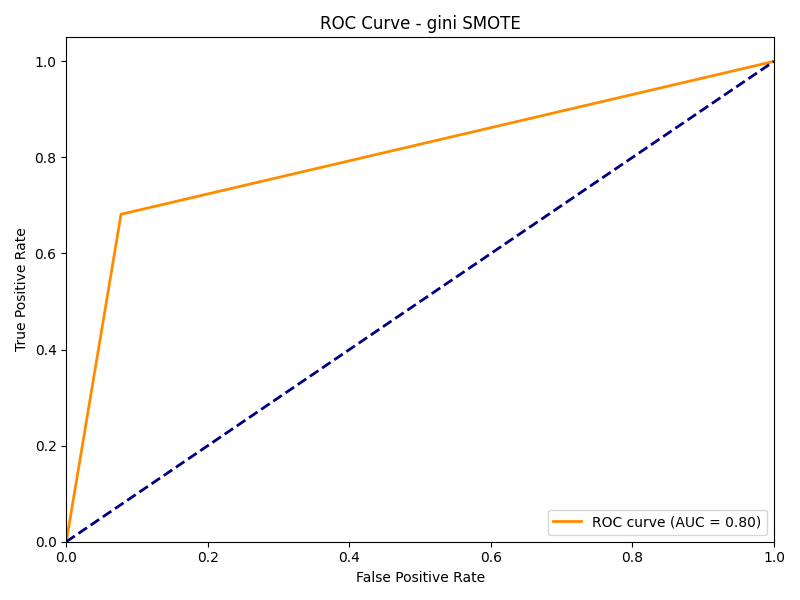 ROC Curve - gini SMOTE
True Positive Rate
1.0
0.8
0.6
0.4
0.2
0.0
0.0 0.2 0.4 0.6 0.8 1.0
False Positive Rate
ROC curve (AUC = 0.80)